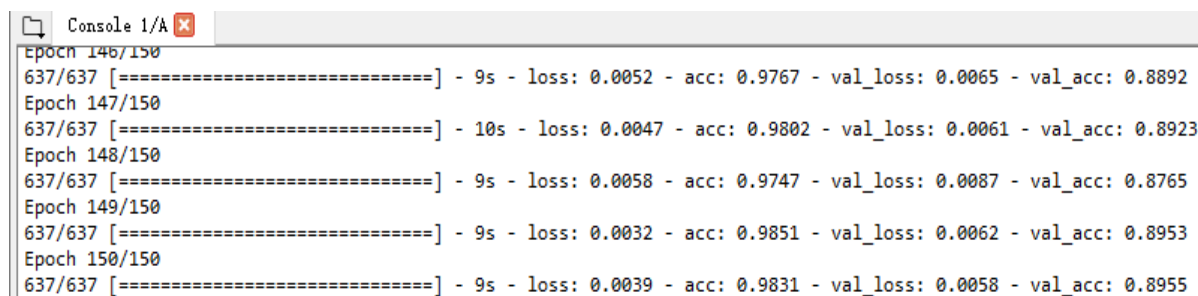 Console 1/A
Epoch 146/150
637/637 [==============================] - 9s - loss: 0.0052 - acc: 0.9767 - val_loss: 0.0065 - val_acc: 0.8892
Epoch 147/150
637/637 [==============================] - 10s - loss: 0.0047 - acc: 0.9802 - val_loss: 0.0061 - val_acc: 0.8923
Epoch 148/150
637/637 [==============================] - 9s - loss: 0.0058 - acc: 0.9747 - val_loss: 0.0087 - val_acc: 0.8765
Epoch 149/150
637/637 [==============================] - 9s - loss: 0.0032 - acc: 0.9851 - val_loss: 0.0062 - val_acc: 0.8953
Epoch 150/150
637/637 [==============================] - 9s - loss: 0.0039 - acc: 0.9831 - val_loss: 0.0058 - val_acc: 0.8955